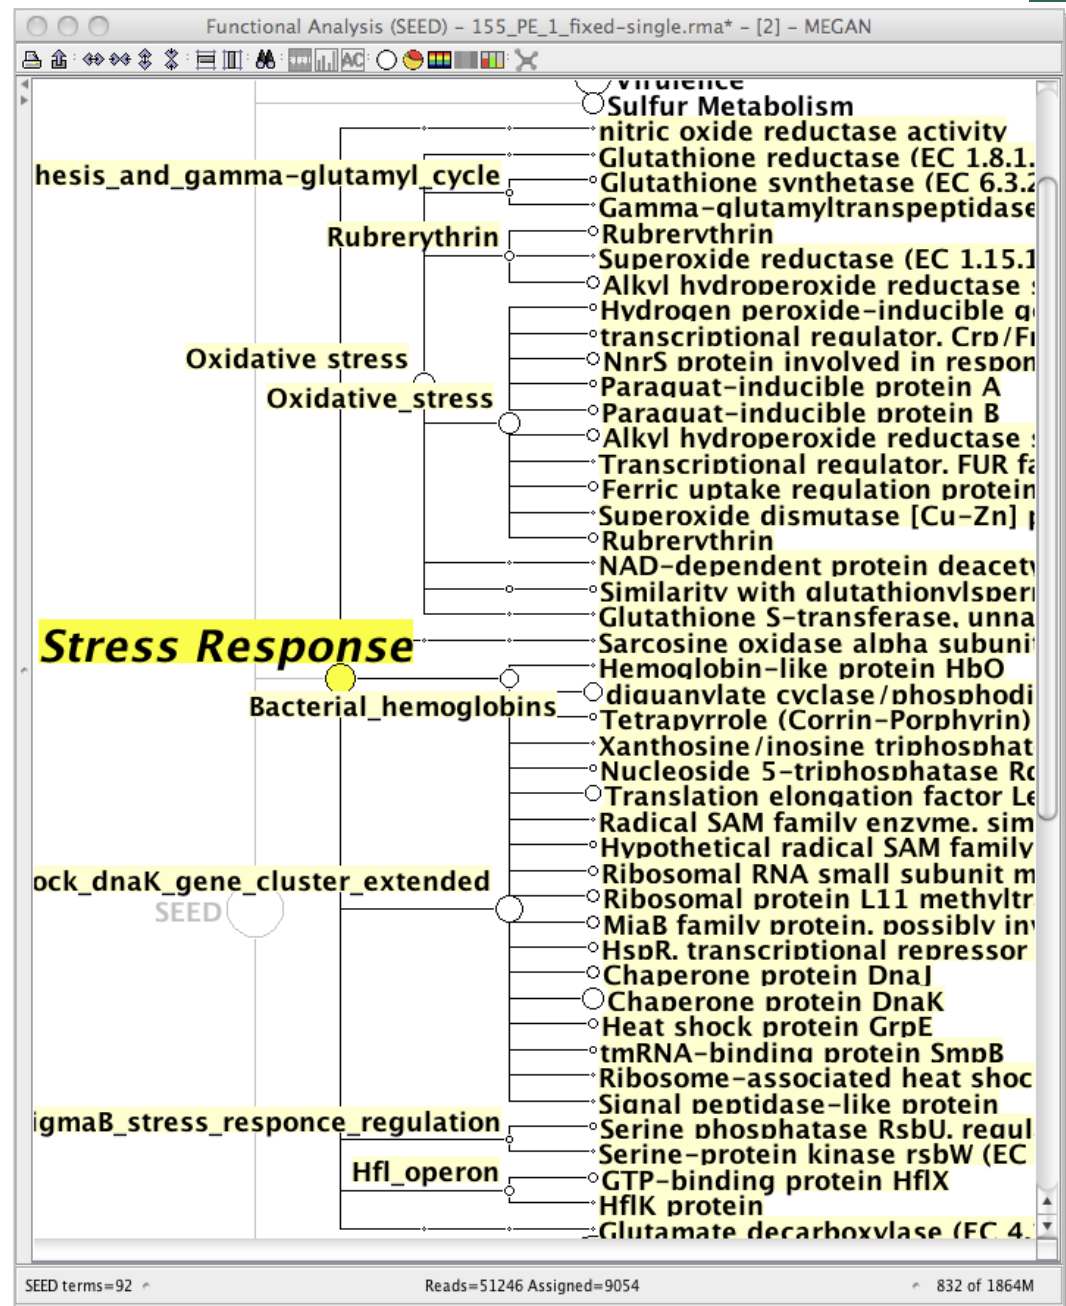 Functional Analysis (SEED) – 155_PE_1_fixed-single.rma* – [2] – MEGAN
AC
Virulence
Sulfur Metabolism
nitric oxide reductase activity
Glutathione reductase (EC 1.8.1.
hesis_and_gamma-glutamyl_cycle
Glutathione synthetase (EC 6.3.2
Gamma-glutamyltranspeptidase
Rubrerythrin
Rubrerythrin
Superoxide reductase (EC 1.15.1
Alkyl hydroperoxide reductase
Hydrogen peroxide-inducible
transcriptional regulator, Crp/
NnrS protein involved in respon
Oxidative stress
Paraquat-inducible protein A
Oxidative_stress
Paraquat-inducible protein B
Alkyl hydroperoxide reductase
Transcriptional regulator, FUR
Ferric uptake regulation protein
Superoxide dismutase [Cu-Zn]
Rubrerythrin
NAD-dependent protein deacety
Similarity with glutathionylsper
Glutathione S-transferase, unna
Stress Response
Sarcosine oxidase alpha subuni
Hemoglobin-like protein HbO
diguanylate cyclase/phosphodi
Bacterial_hemoglobins
Tetrapyrrole (Corrin-Porphyrin)
Xanthosine/inosine triphosphat
Nucleoside 5-triphosphatase
Translation elongation factor Le
Radical SAM family enzyme, sim
Hypothetical radical SAM family
Ribosomal RNA small subunit m
ock_dnaK_gene_cluster_extended
Ribosomal protein L11 methyltr
SEED
MiaB family protein, possibly in
HspR, transcriptional repressor
Chaperone protein DnaJ
Chaperone protein DnaK
Heat shock protein GrpE
tmRNA-binding protein SmpB
Ribosome-associated heat shoc
Signal peptidase-like protein
igmaB_stress_responce_regulation
Serine phosphatase RsbU, regul
Serine-protein kinase rsbW (EC
Hfl_operon
GTP-binding protein HflX
HflK protein
Glutamate decarboxylase (EC 4.
SEED terms=92
Reads=51246 Assigned=9054
832 of 1864M